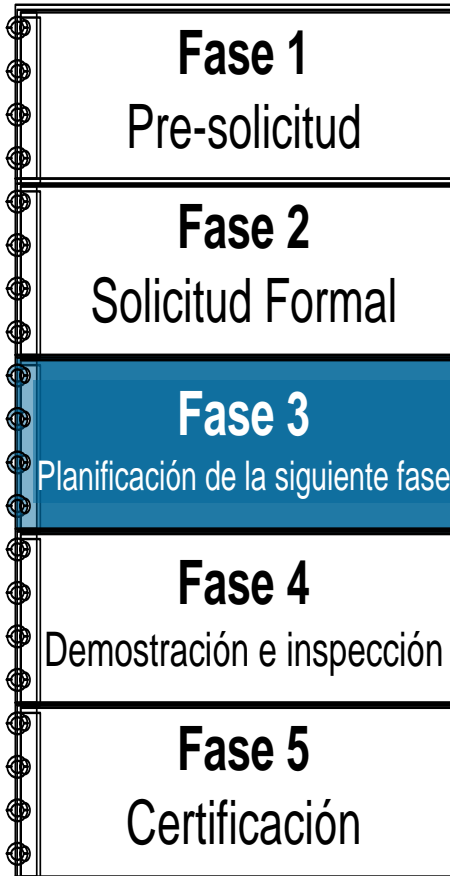 Fase 1
Pre-solicitud
Fase 2
Solicitud Formal
Fase 3
Planificación de la siguiente fase
Fase 4
Demostración e inspección
Fase 5
Certificación